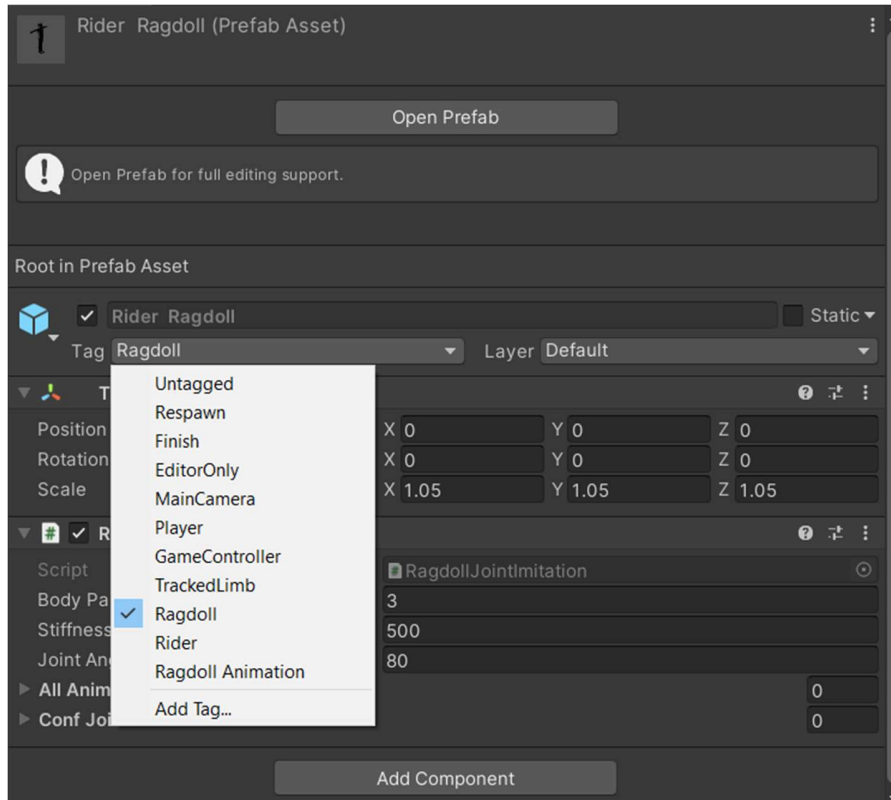 Rider Ragdoll (Prefab Asset)
Open Prefab
Open Prefab for full editing support.
Root in Prefab Asset
Rider Ragdoll
Static
Tag Ragdoll Layer Default
Untagged
Respawn
Finish
EditorOnly
MainCamera
Player
GameController
TrackedLimb
Ragdoll
Rider
Ragdoll Animation
Add Tag...
T
Position X 0 Y 0 Z 0
Rotation X 0 Y 0 Z 0
Scale X 1.05 Y 1.05 Z 1.05
# R
Script # RagdollJointImitation
Body Pa 3
Stiffness 500
Joint An 80
All Anim 0
Conf Joi 0
Add Component